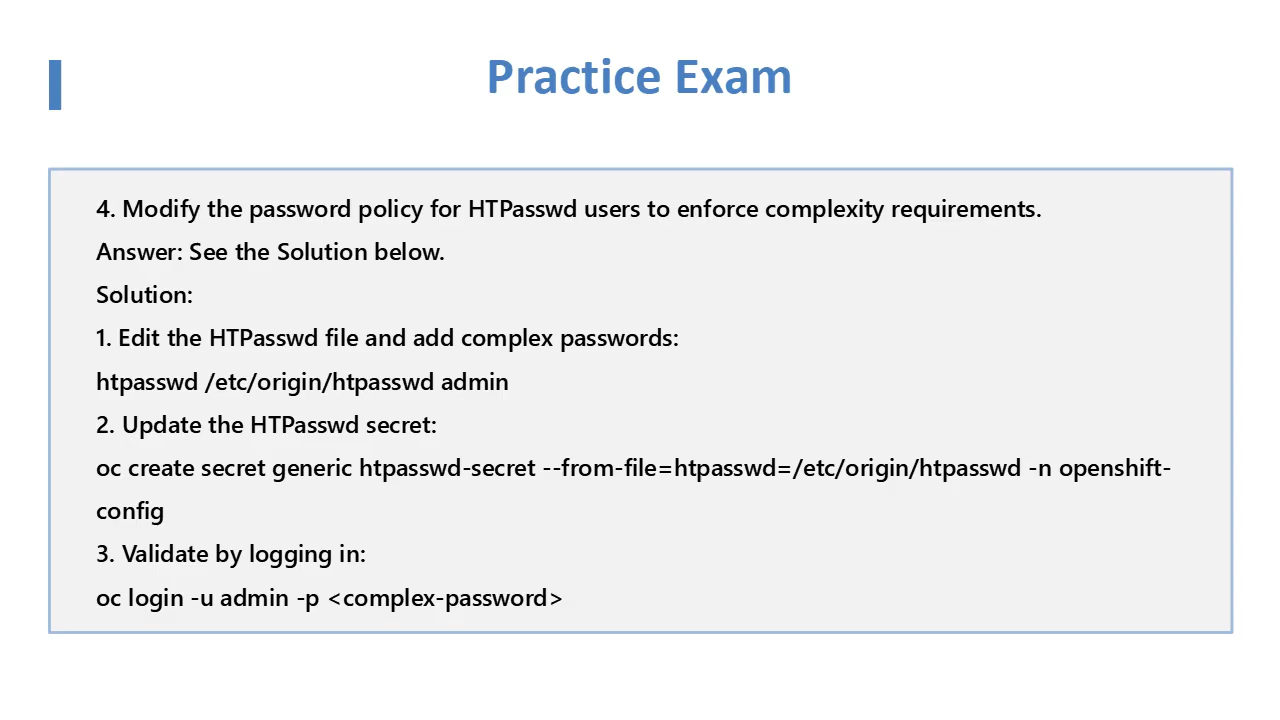 Practice Exam
4. Modify the password policy for HTPasswd users to enforce complexity requirements.
Answer: See the Solution below.
Solution:
1. Edit the HTPasswd file and add complex passwords:
htpasswd /etc/origin/htpasswd admin
2. Update the HTPasswd secret:
oc create secret generic htpasswd-secret --from-file=htpasswd=/etc/origin/htpasswd -n openshift-
config
3. Validate by logging in:
oc login -u admin -p <complex-password>